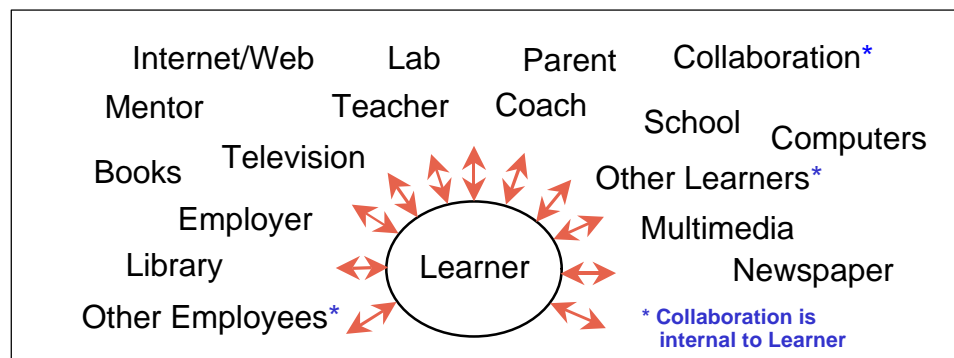 Internet/Web Lab Parent Collaboration*
Mentor Teacher Coach School Computers
Books Television Other Learners*
Employer Multimedia
Library Learner Newspaper
Other Employees* * Collaboration is
internal to Learner